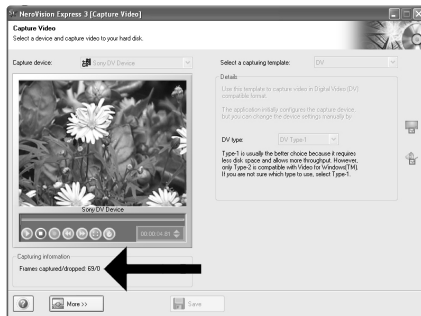 NeroVision Express 3 [Capture Video]
Capture Video
Select a device and capture video to your hard disk.
Capture device: Sony DV Device
Select a capturing template: DV
Details
Use this template to capture video in Digital Video (DV)
compatible format.
The application initially configures the capture device,
but you can change the device settings manually by
DV type: DV Type-1
Type-1 is usually the better choice because it requires
less disk space and allows more throughput. However,
only Type-2 is compatible with Video for Windows(TM).
If you are not sure which type to use, select Type-1.
Sony DV Device
00:00:04.01
Capturing information
Frames captured/dropped: 69/0
More >>
Save